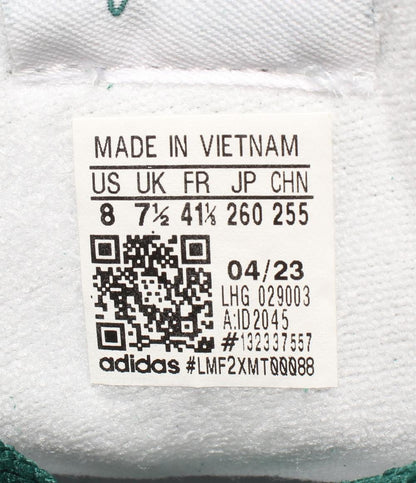 MADE IN VIETNAM
US UK FR JP CHN
8 7½ 41⅓ 260 255
04/23
LHG 029003
A:ID2045
#132337557
adidas #LMF2XMT00088